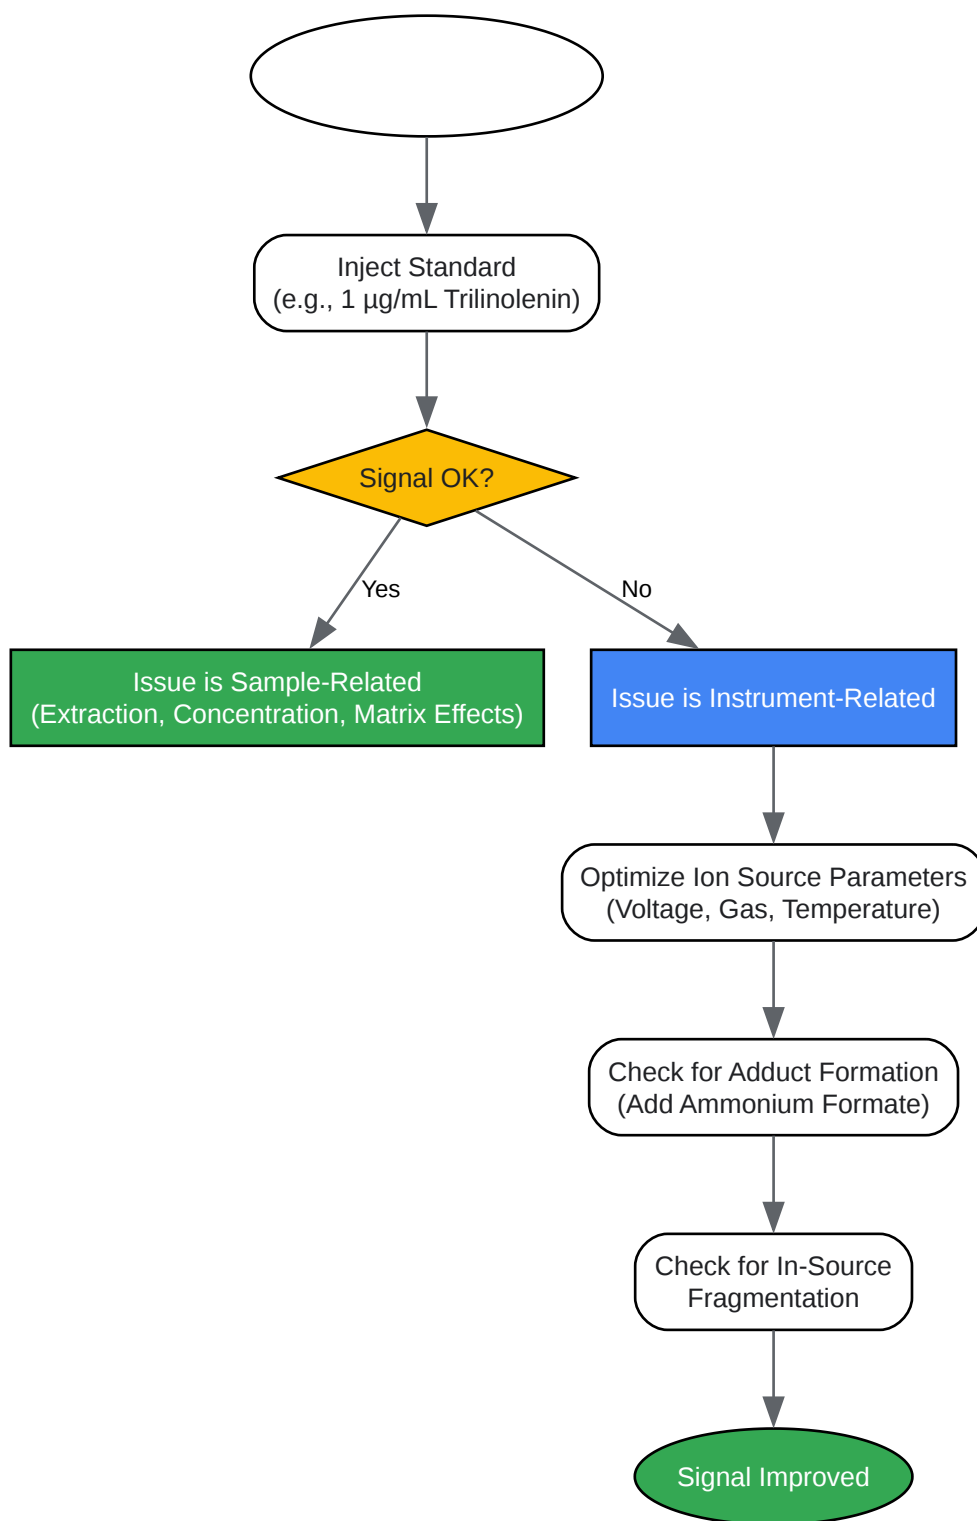 Inject Standard
(e.g., 1 µg/mL Trilinolenin)
Signal OK?
Yes
No
Issue is Sample-Related
(Extraction, Concentration, Matrix Effects)
Issue is Instrument-Related
Optimize Ion Source Parameters
(Voltage, Gas, Temperature)
Check for Adduct Formation
(Add Ammonium Formate)
Check for In-Source
Fragmentation
Signal Improved